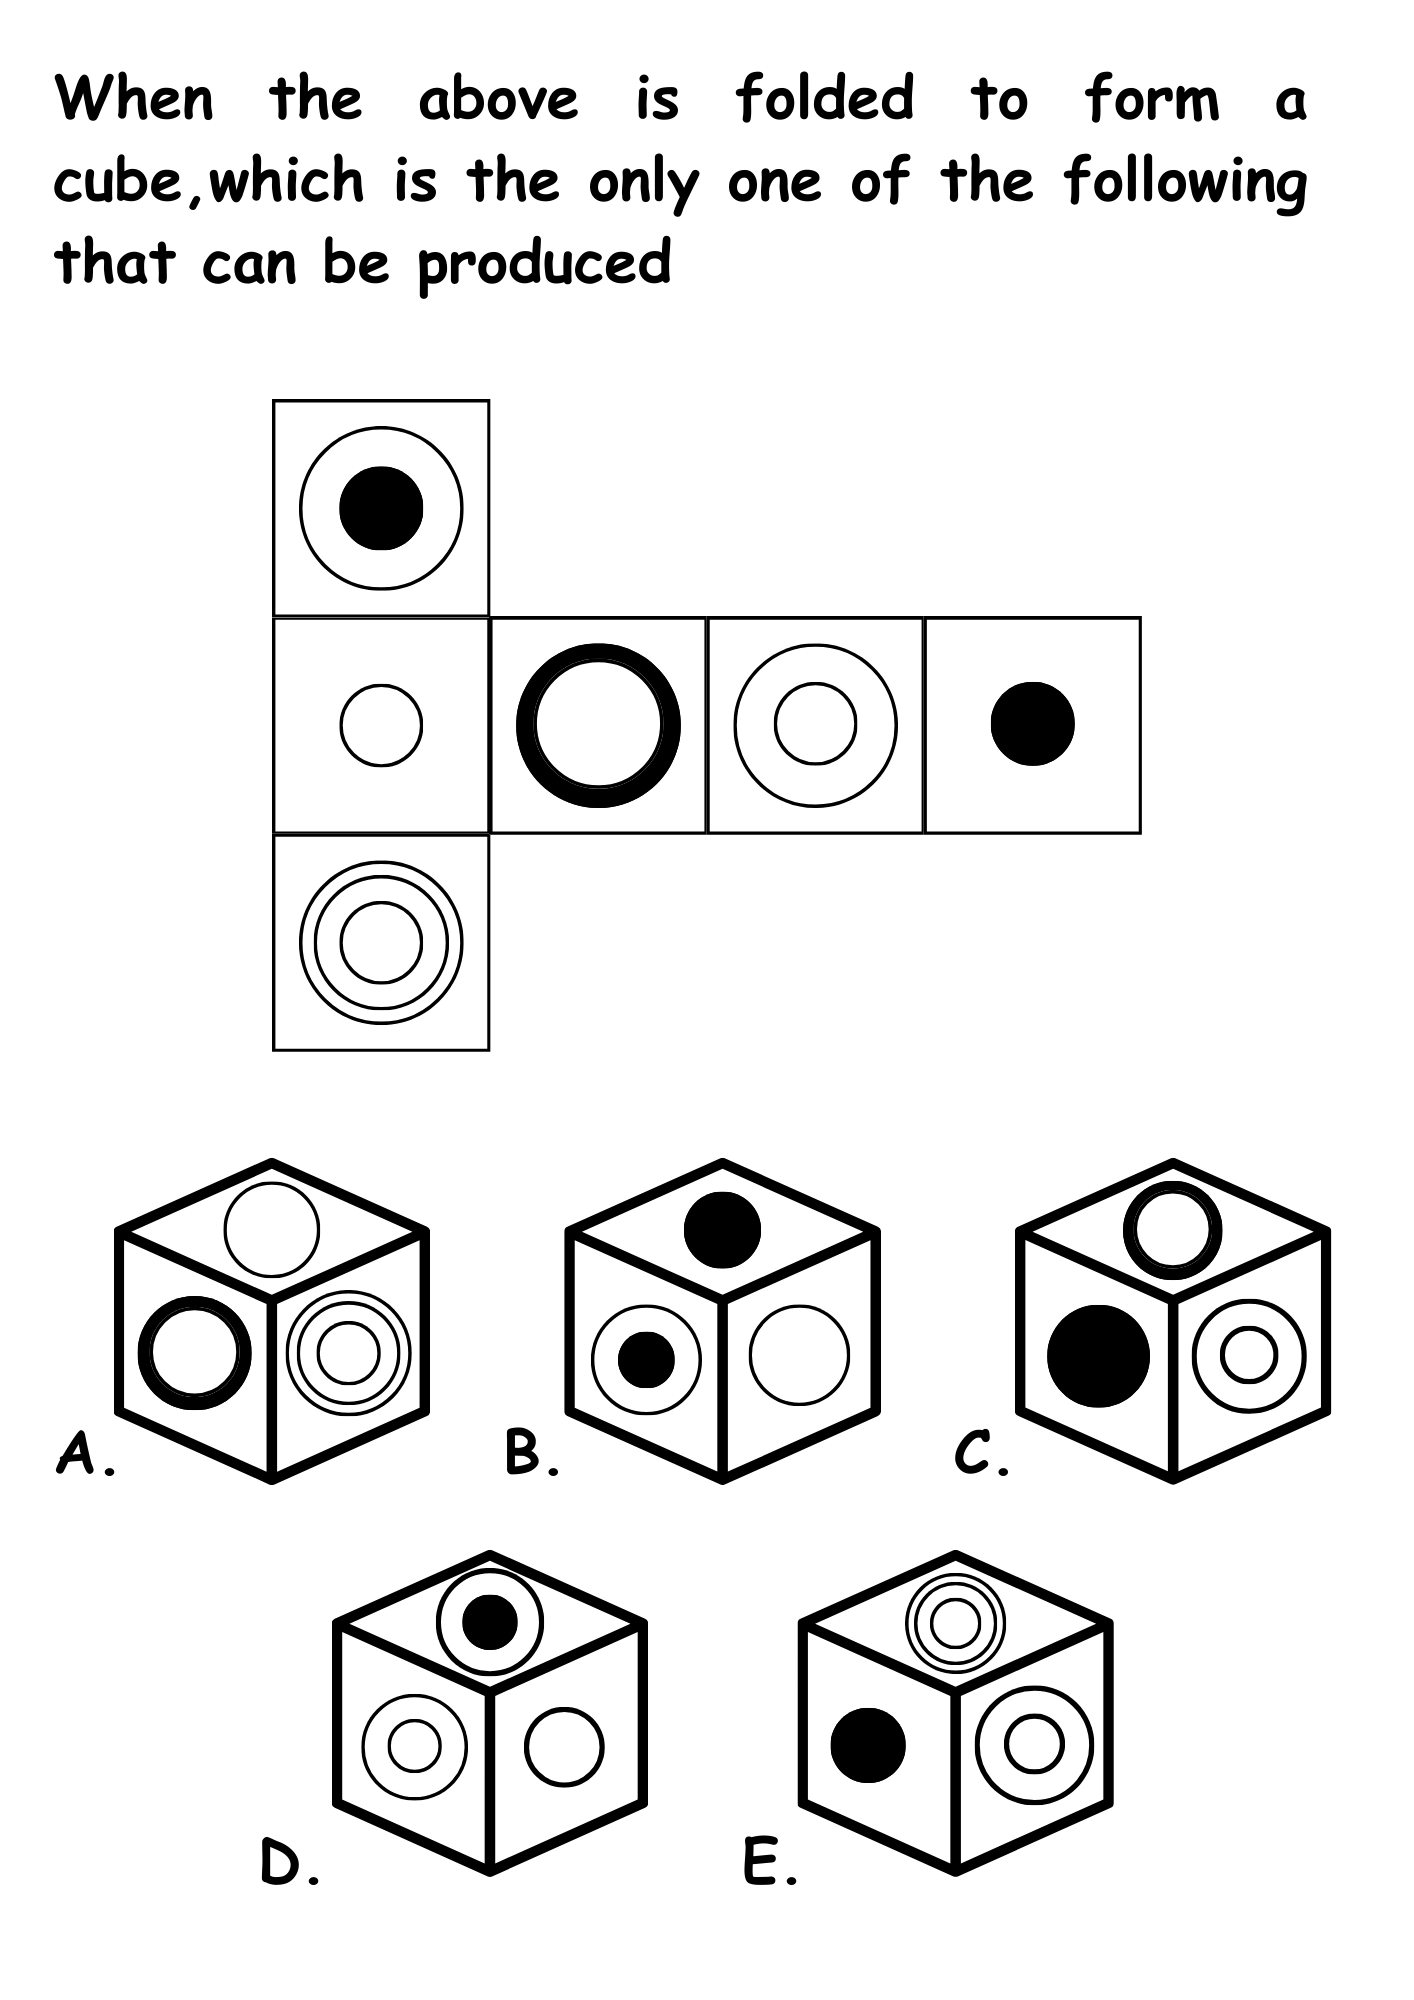 When the above is folded to form a
cube,which is the only one of the following
that can be produced
A.
B.
C.
D.
E.